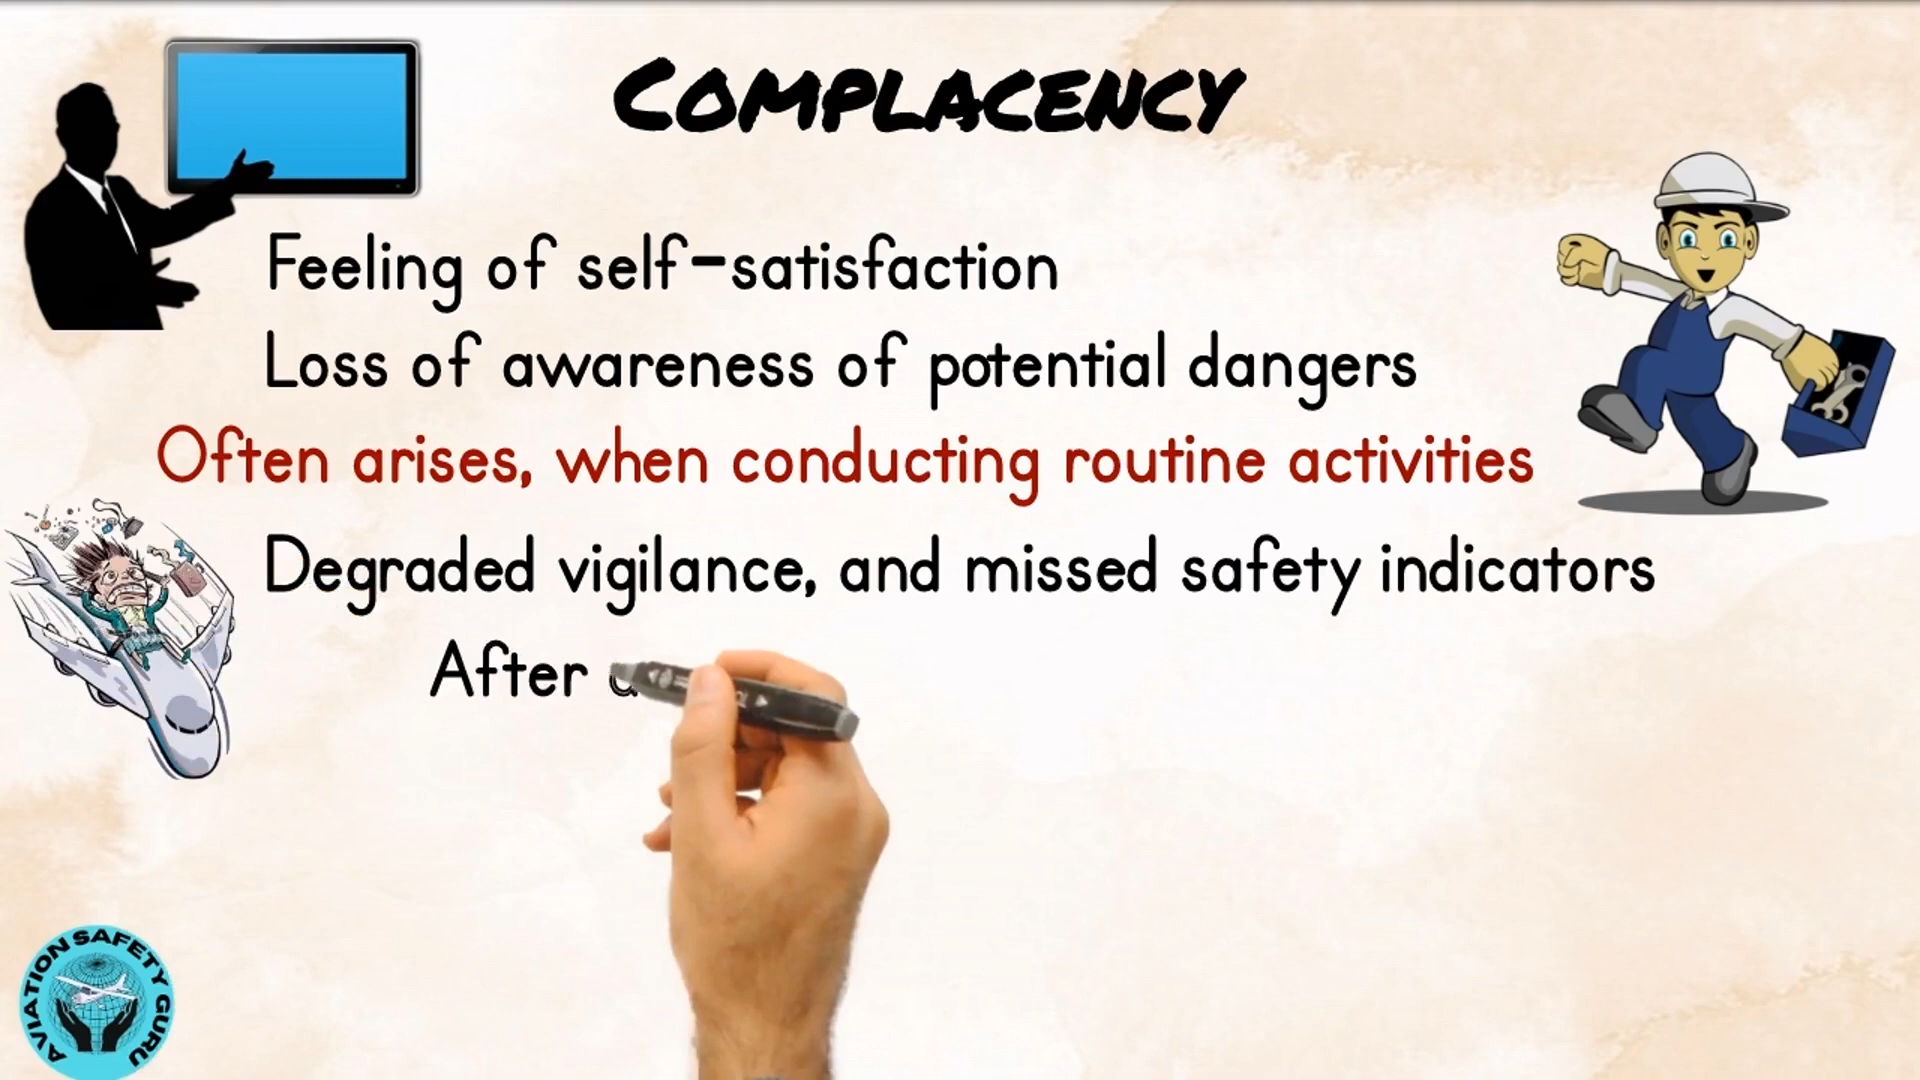 COMPLACENCY
Feeling of self-satisfaction
Loss of awareness of potential dangers
Often arises, when conducting routine activities
Degraded vigilance, and missed safety indicators
After
AVIATION SAFETY GURU